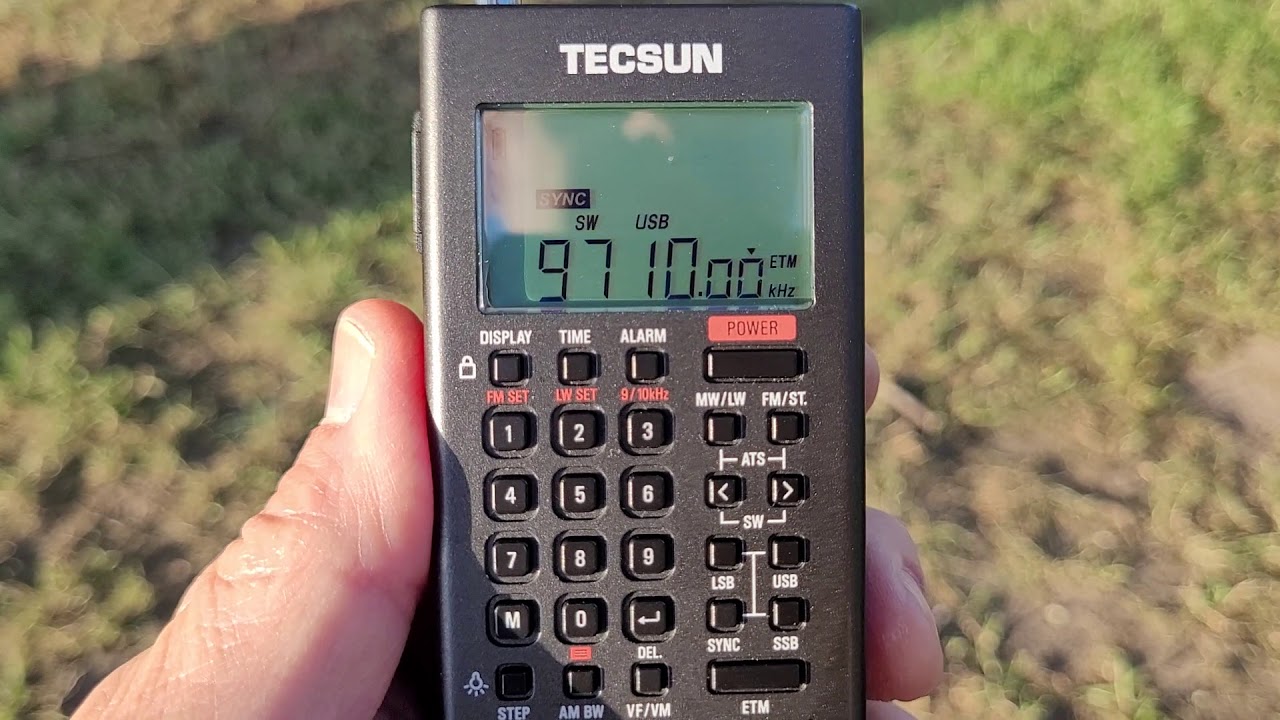 TECSUN
SYNC
SW USB
9710.00 ETM kHz
DISPLAY TIME ALARM POWER
FM SET LW SET 9/10kHz MW/LW FM/ST.
1 2 3
ATS
4 5 6 < >
SW
7 8 9
LSB USB
M 0
DEL. SYNC SSB
STEP AM BW VF/VM ETM